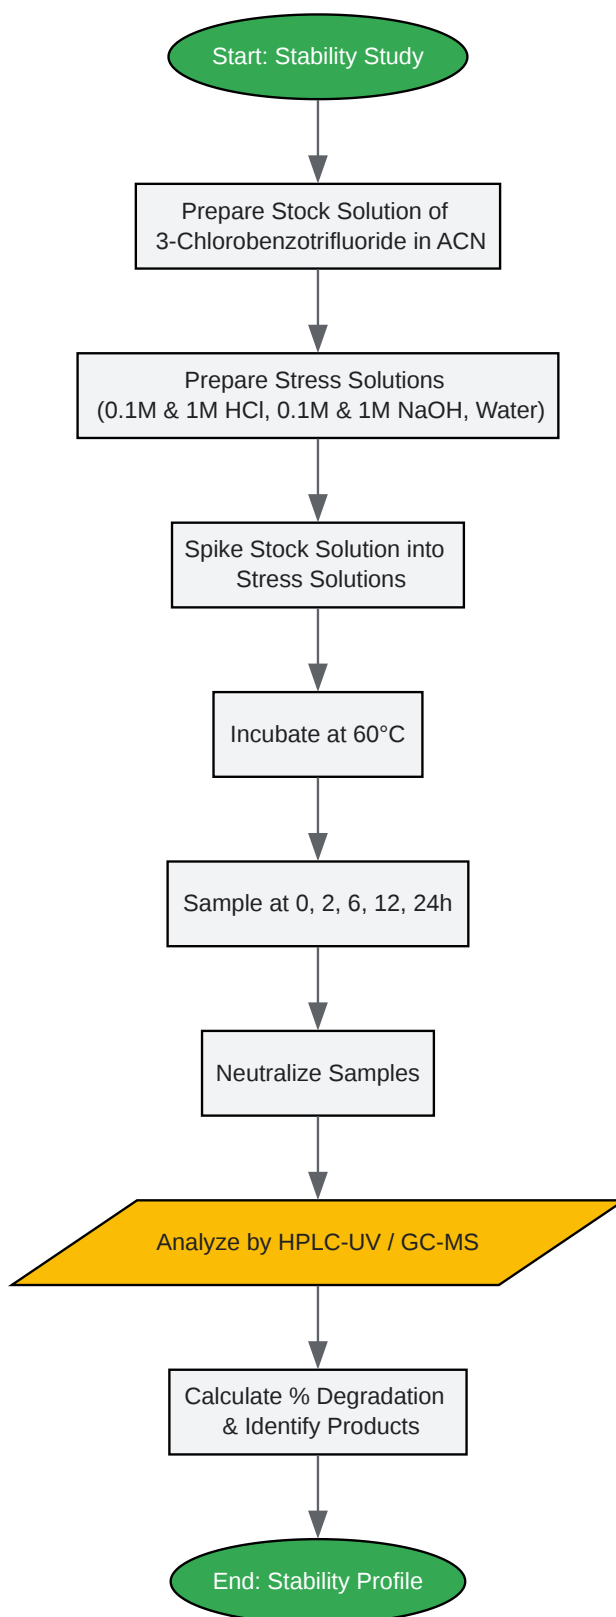 Start: Stability Study
Prepare Stock Solution of
3-Chlorobenzotrifluoride in ACN
Prepare Stress Solutions
(0.1M & 1M HCl, 0.1M & 1M NaOH, Water)
Spike Stock Solution into
Stress Solutions
Incubate at 60°C
Sample at 0, 2, 6, 12, 24h
Neutralize Samples
Analyze by HPLC-UV / GC-MS
Calculate % Degradation
& Identify Products
End: Stability Profile